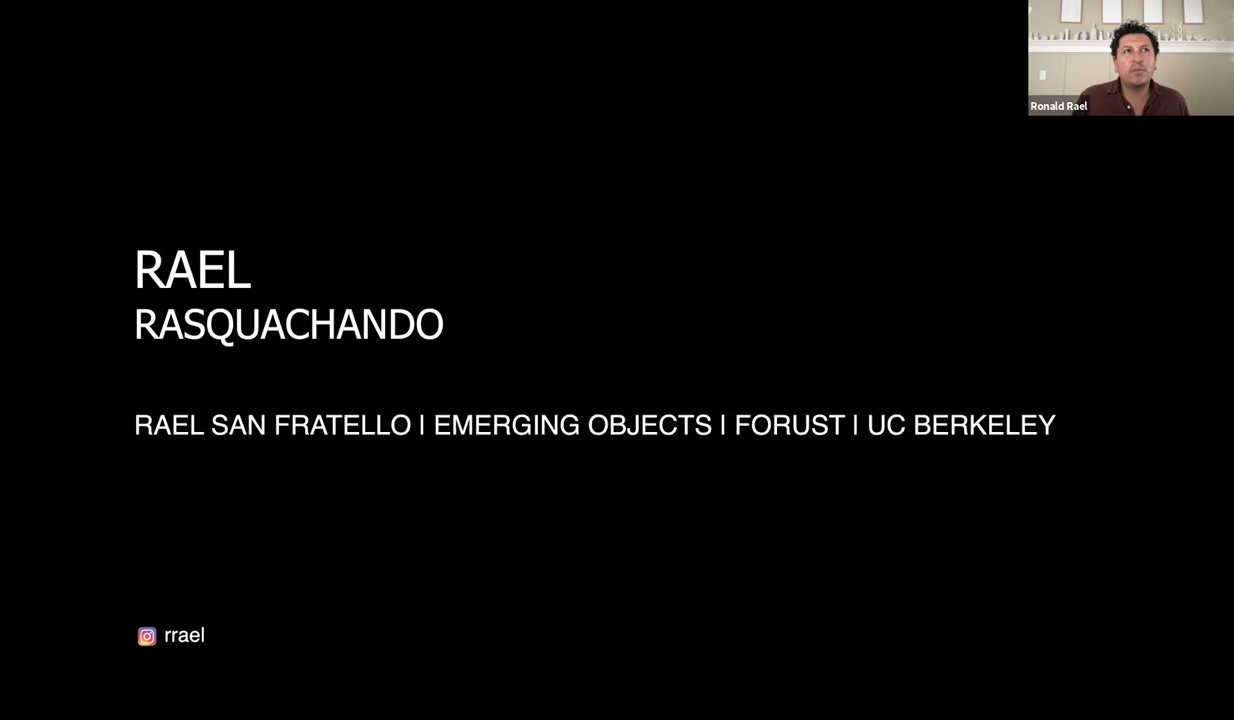 Ronald Rael
RAEL
RASQUACHANDO
RAEL SAN FRATELLO | EMERGING OBJECTS | FORUST | UC BERKELEY
rrael